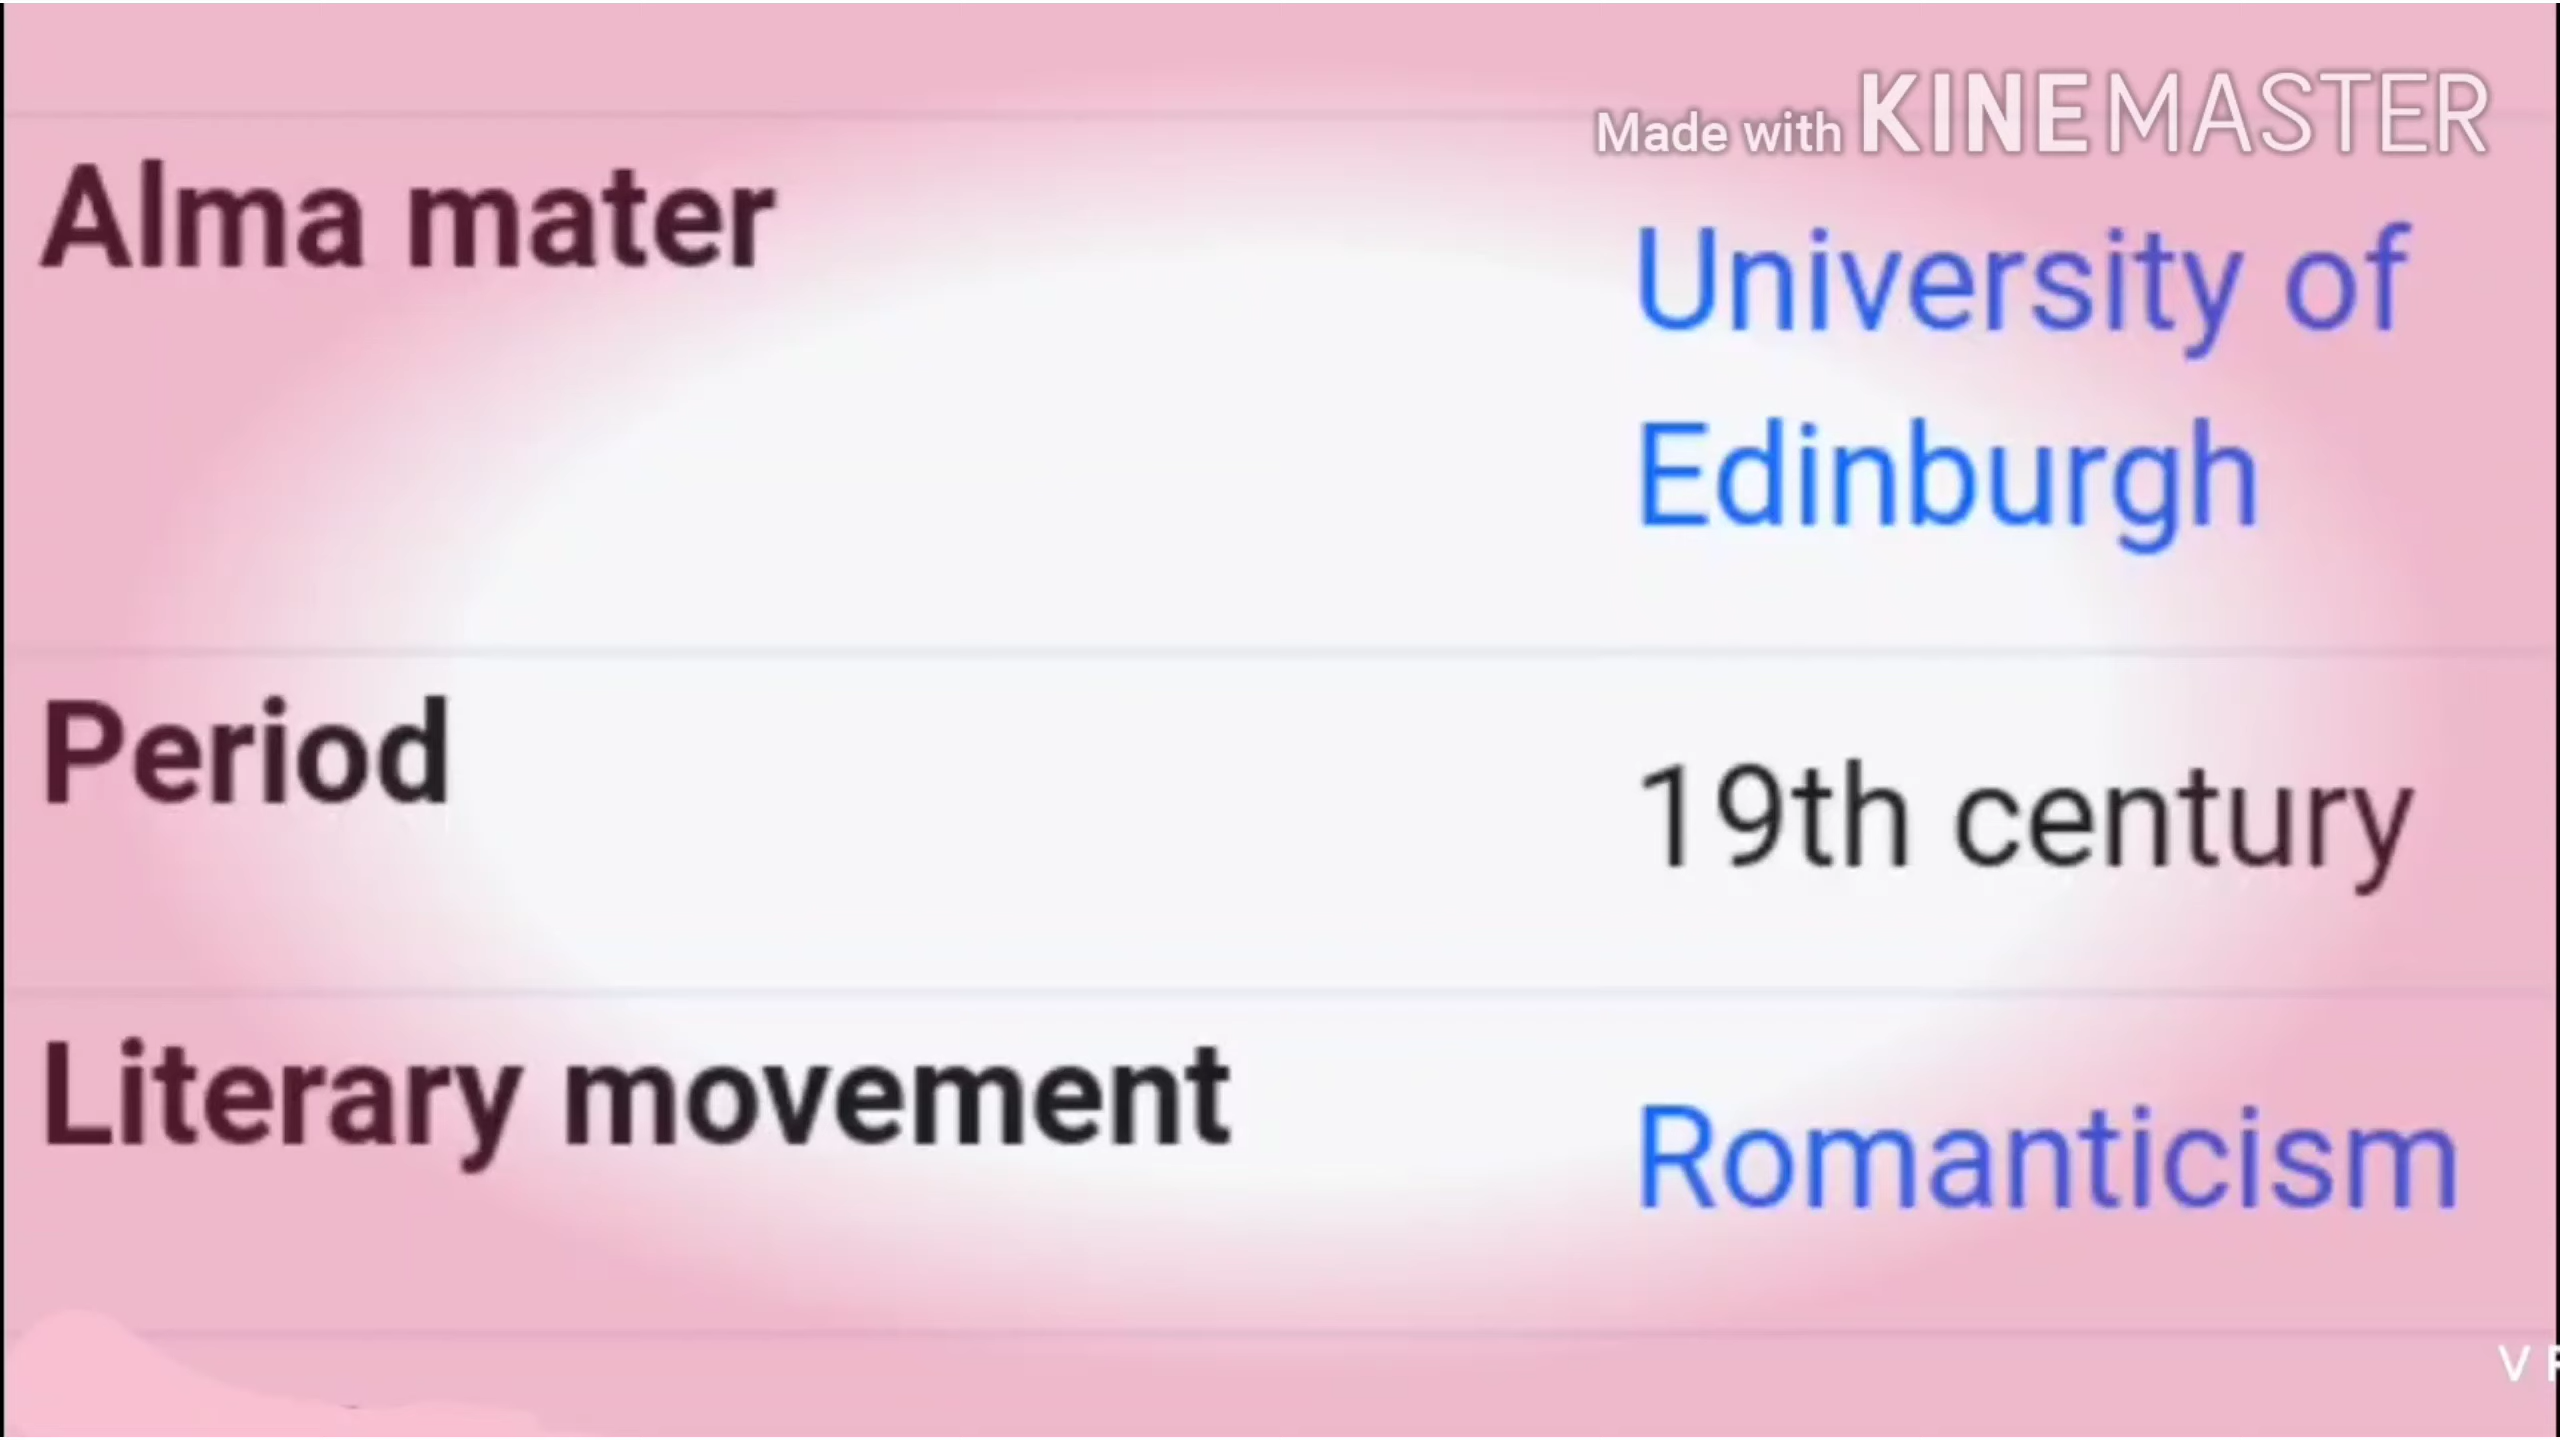 Made with KINEMASTER
Alma mater
University of
Edinburgh
Period
19th century
Literary movement
Romanticism
V